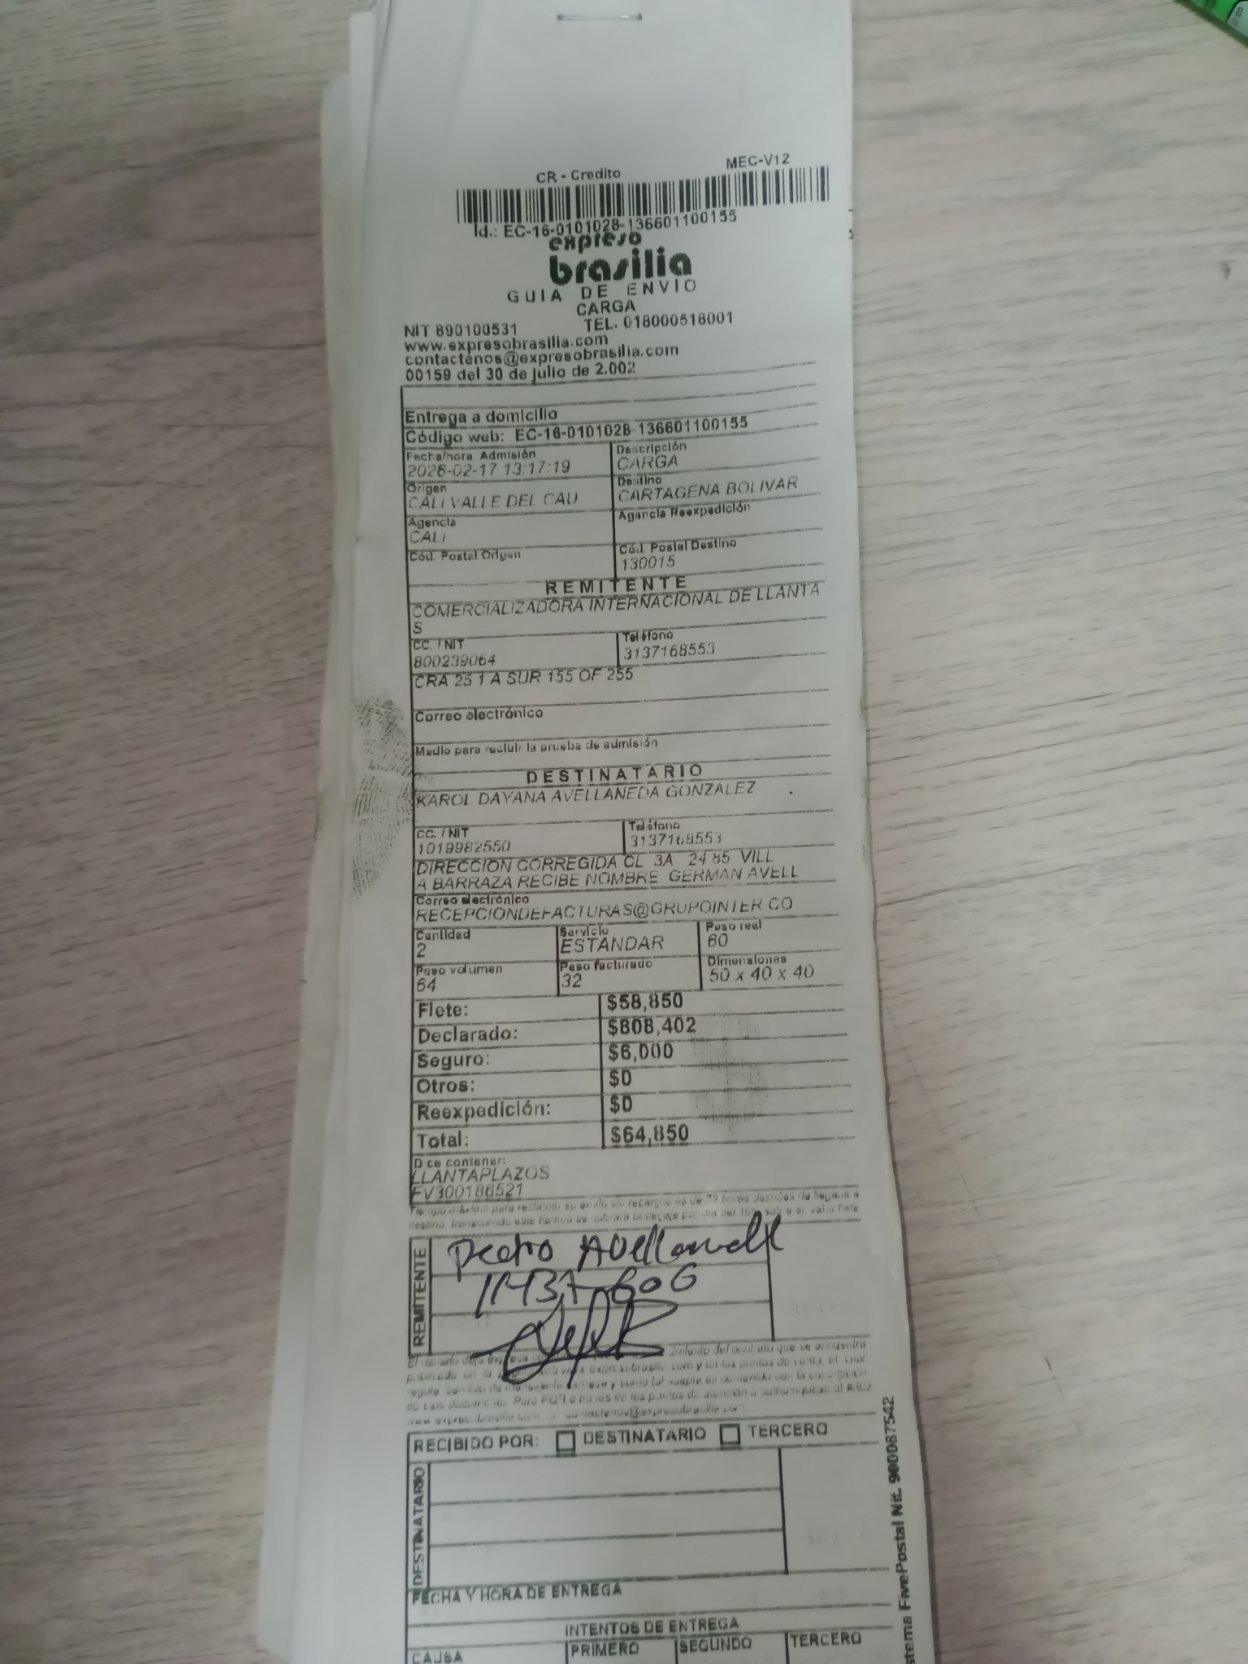 CR - Credito MEC-V12
Id.: EC-16-0101028-136601100155
expreso
brasilia
GUIA DE ENVIO
CARGA
NIT 890100531 TEL. 018000518001
www.expresobrasilia.com
contactenos@expresobrasilia.com
00159 del 30 de julio de 2.002
Entrega a domicilio
Código web: EC-16-0101028-136601100155
Fecha/hora Admisión Descripción
2026-02-17 13:17:19 CARGA
Origen Destino
CALI VALLE DEL CAU CARTAGENA BOLIVAR
Agencia Agencia Reexpedición
CALI
Cód. Postal Origen Cód. Postal Destino
130015
REMITENTE
COMERCIALIZADORA INTERNACIONAL DE LLANTA
S
CC. / NIT Teléfono
800239064 3137168553
CRA 25 1 A SUR 155 OF 255
Correo electrónico
Medio para recibir la prueba de admisión
DESTINATARIO
KAROL DAYANA AVELLANEDA GONZALEZ
CC. / NIT Teléfono
1019982550 3137168553
DIRECCION CORREGIDA CL 3A 24 85 VILL
A BARRAZA RECIBE NOMBRE GERMAN AVELL
Correo electrónico
RECEPCIONDEFACTURAS@GRUPOINTER.CO
Cantidad Servicio Peso real
2 ESTANDAR 60
Peso volumen Peso facturado Dimensiones
64 32 50 x 40 x 40
Flete: $58,850
Declarado: $808,402
Seguro: $6,000
Otros: $0
Reexpedición: $0
Total: $64,850
Dice contener:
LLANTAPLAZOS
FV300186521
REMITENTE
Pedro Avellaneda
RECIBIDO POR: DESTINATARIO TERCERO
DESTINATARIO
FECHA Y HORA DE ENTREGA
INTENTOS DE ENTREGA
CAUSA PRIMERO SEGUNDO TERCERO
stema FivePostal Nit. 900087542